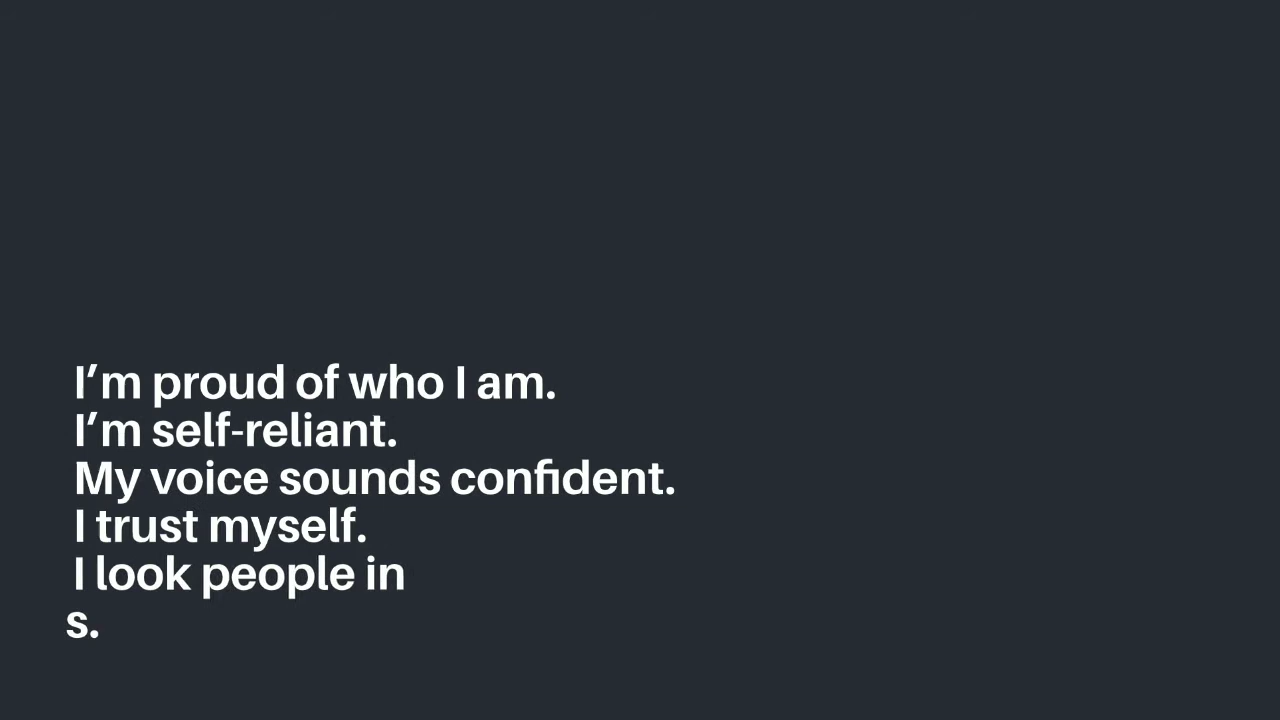 I’m proud of who I am.
I’m self-reliant.
My voice sounds confident.
I trust myself.
I look people in
s.